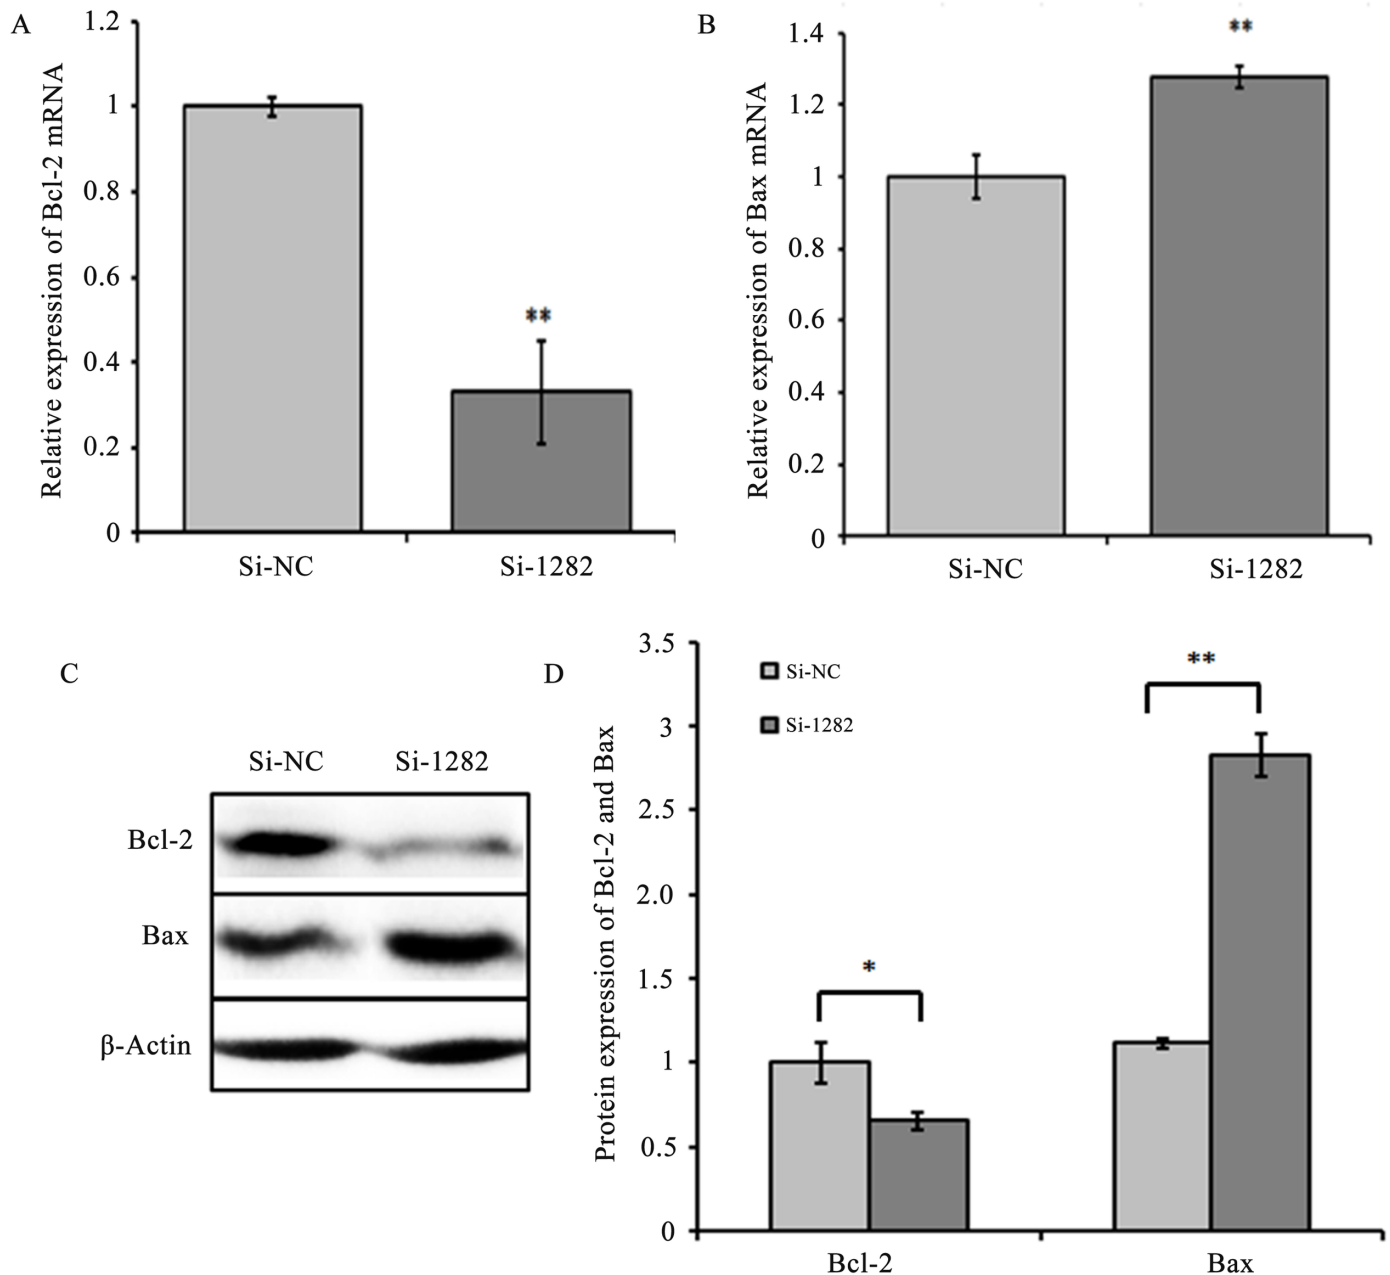 A
Relative expression of Bcl-2 mRNA
1.2
1
0.8
0.6
0.4
0.2
0
**
Si-NC Si-1282
B
Relative expression of Bax mRNA
1.4
1.2
1
0.8
0.6
0.4
0.2
0
**
Si-NC Si-1282
C
Si-NC Si-1282
Bcl-2
Bax
β-Actin
D
Protein expression of Bcl-2 and Bax
3.5
3
2.5
2.0
1.5
1
0.5
0
Si-NC
Si-1282
*
**
Bcl-2 Bax